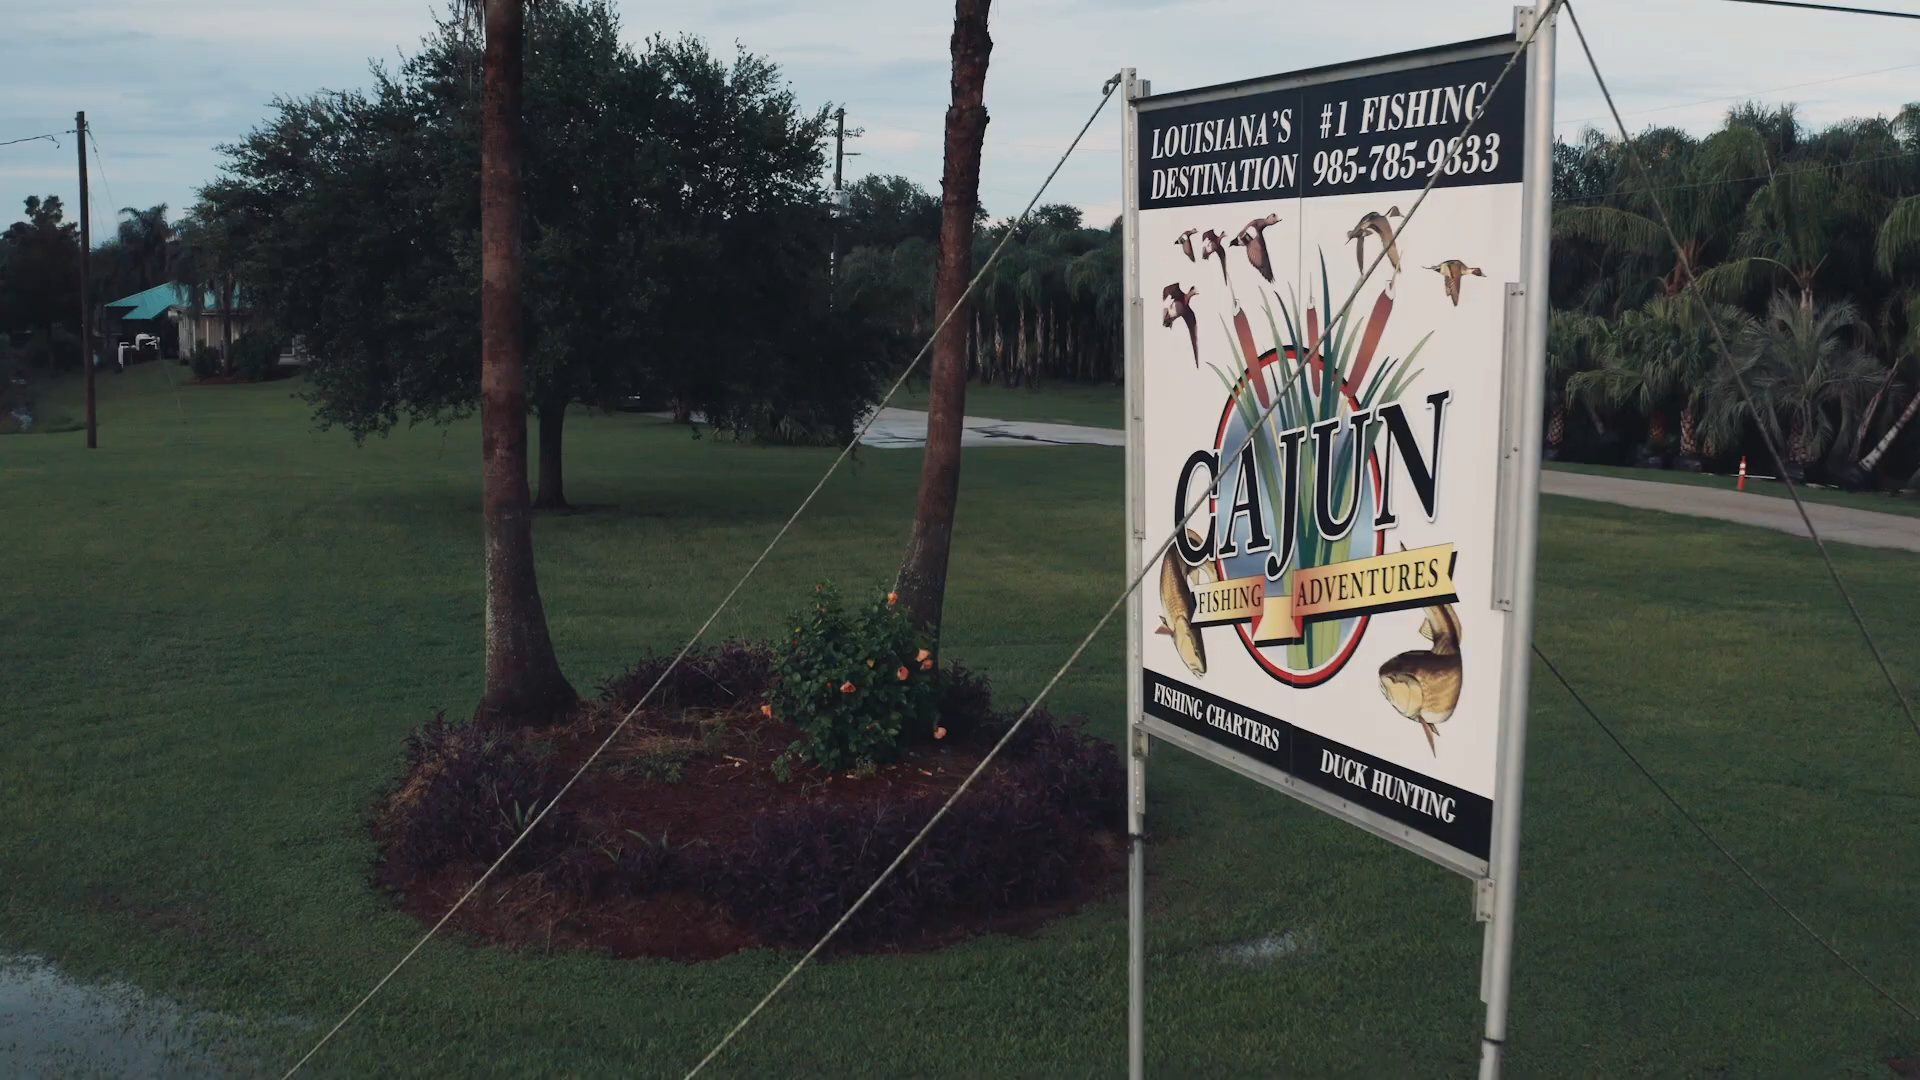 LOUISIANA'S #1 FISHING
DESTINATION 985-785-9833
CAJUN
FISHING ADVENTURES
FISHING CHARTERS
DUCK HUNTING